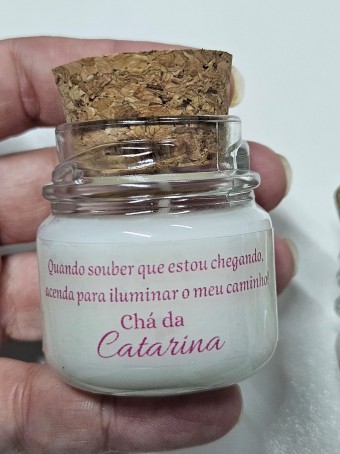 Quando souber que estou chegando,
acenda para iluminar o meu caminho!
Chá da
Catarina